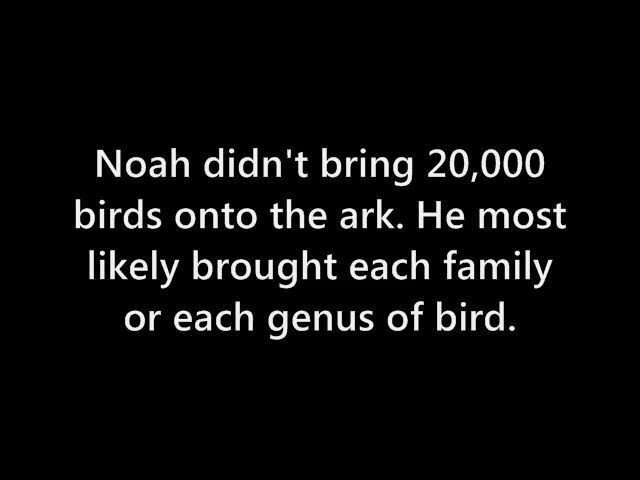 Noah didn't bring 20,000
birds onto the ark. He most
likely brought each family
or each genus of bird.